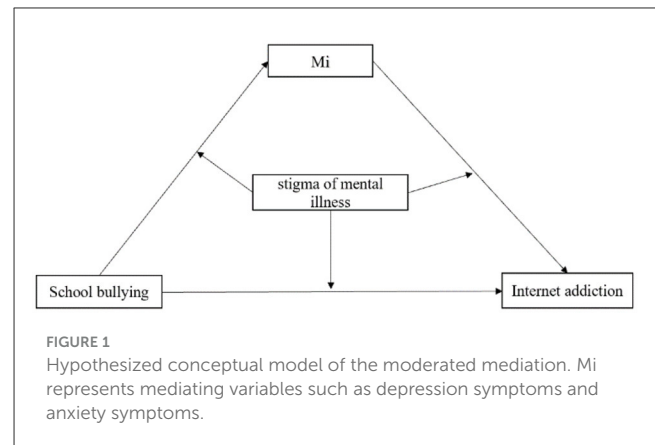 Mi
stigma of mental
illness
School bullying
Internet addiction
FIGURE 1
Hypothesized conceptual model of the moderated mediation. Mi
represents mediating variables such as depression symptoms and
anxiety symptoms.